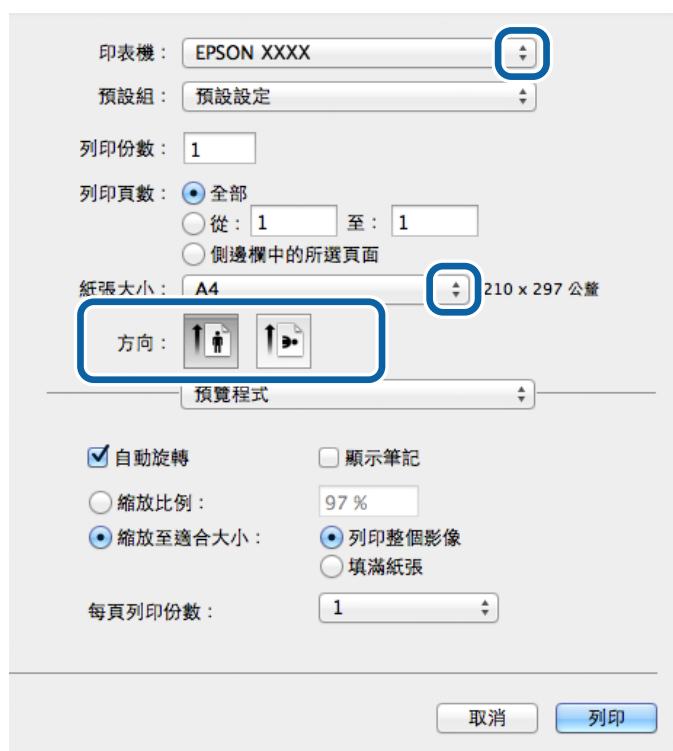 印表機： EPSON XXXX
預設組： 預設設定
列印份數： 1
列印頁數： 全部
從： 1 至： 1
側邊欄中的所選頁面
紙張大小： A4 210 x 297 公釐
方向：
預覽程式
自動旋轉 顯示筆記
縮放比例： 97 %
縮放至適合大小： 列印整個影像
填滿紙張
每頁列印份數： 1
取消 列印